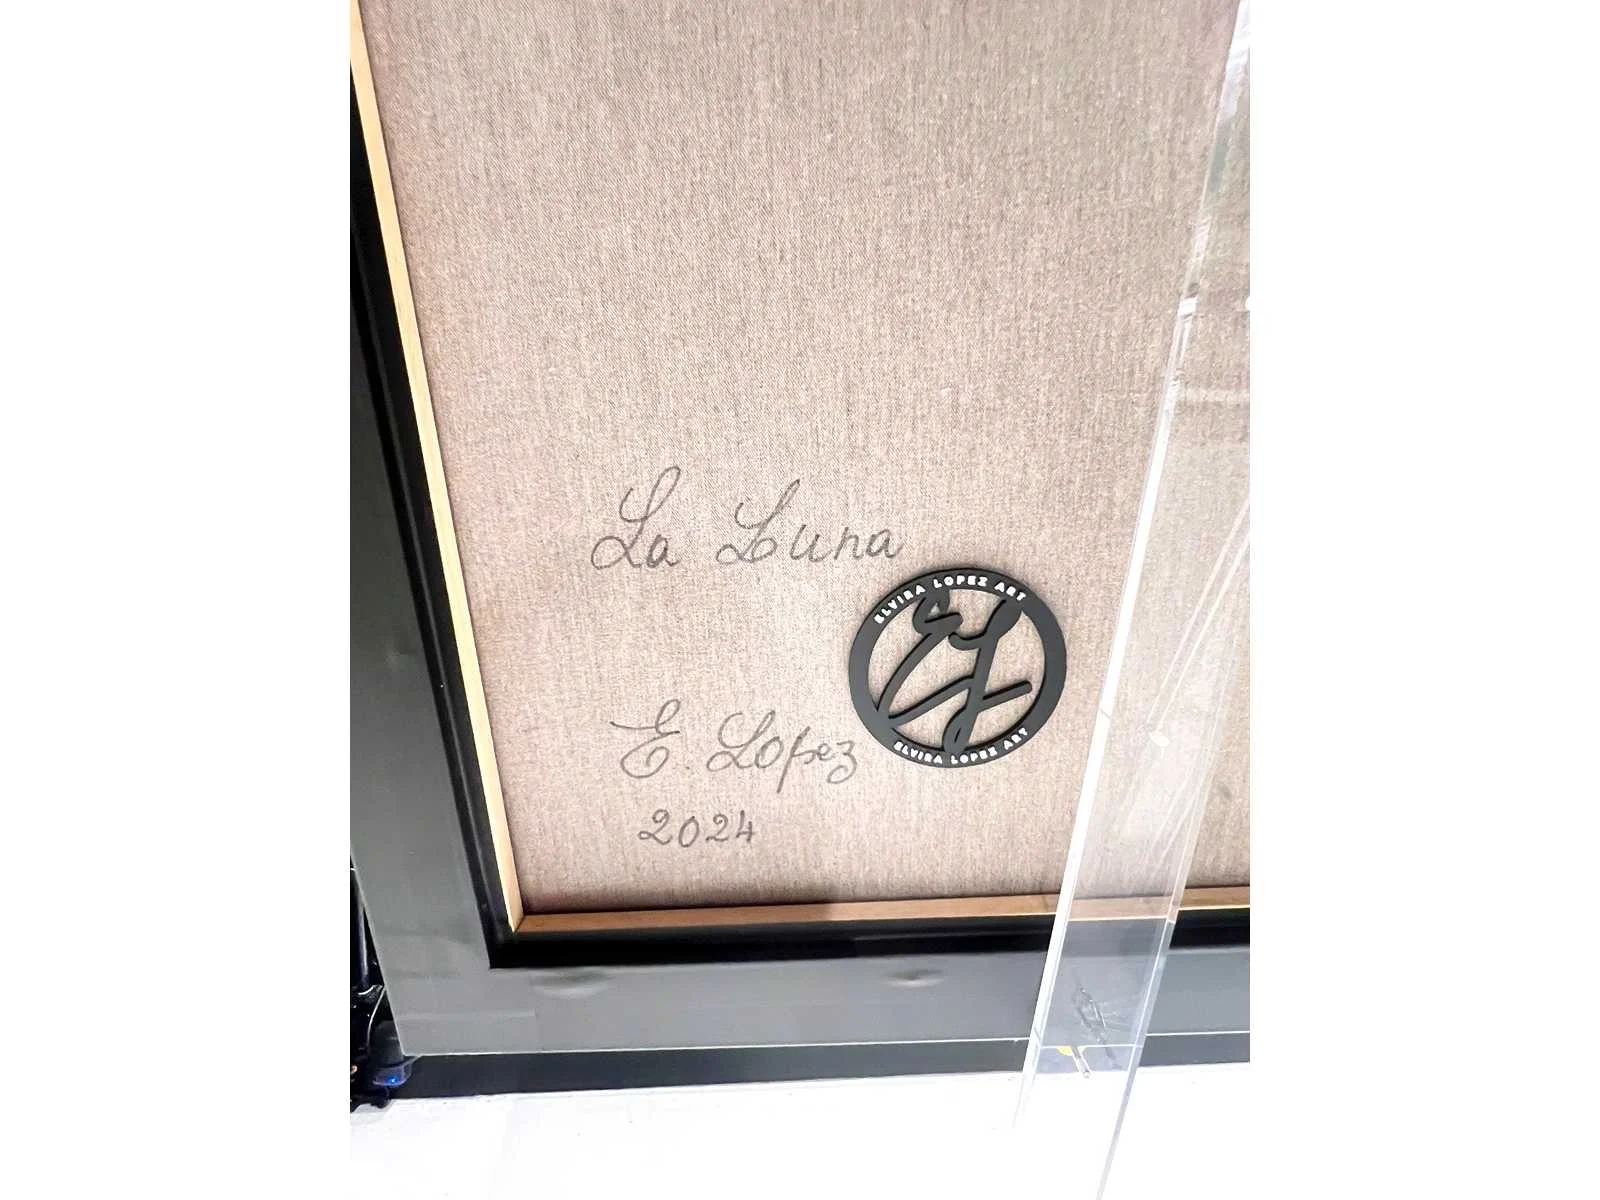 La Luna
ELVIRA LOPEZ ART
EL
ELVIRA LOPEZ ART
E. Lopez
2024